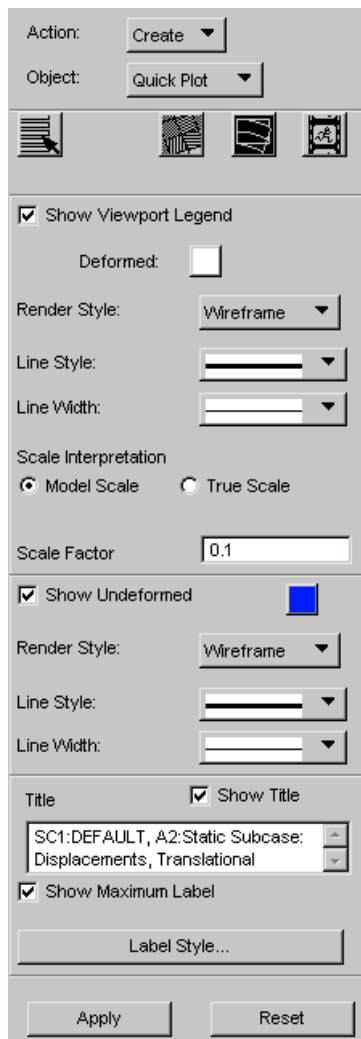 Action: Create
Object: Quick Plot
Show Viewport Legend
Deformed:
Render Style: Wireframe
Line Style:
Line Width:
Scale Interpretation
Model Scale True Scale
Scale Factor 0.1
Show Undeformed
Render Style: Wireframe
Line Style:
Line Width:
Title Show Title
SC1:DEFAULT, A2:Static Subcase:
Displacements, Translational
Show Maximum Label
Label Style...
Apply Reset